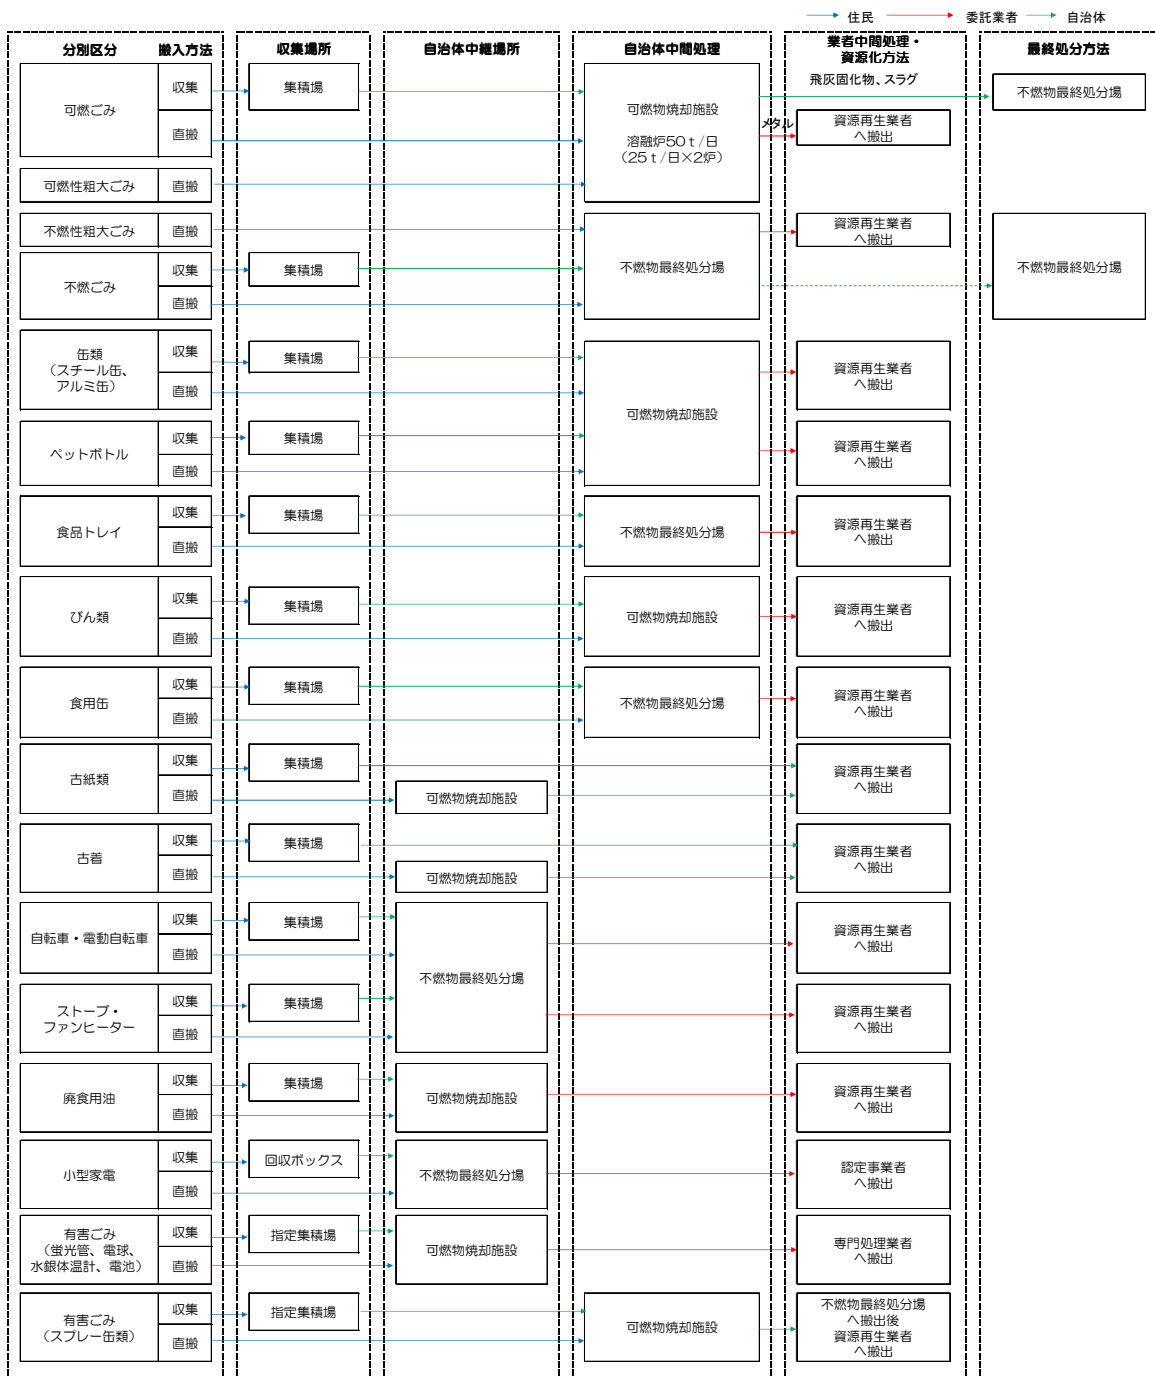 住民
委託業者
自治体
分別区分
搬入方法
収集場所
自治体中継場所
自治体中間処理
業者中間処理・
資源化方法
最終処分方法
可燃ごみ
収集
直搬
集積場
可燃物焼却施設
溶融炉50t/日
(25t/日×2炉)
飛灰固化物、スラグ
メタル
資源再生業者
へ搬出
不燃物最終処分場
可燃性粗大ごみ
直搬
不燃性粗大ごみ
直搬
不燃ごみ
収集
直搬
集積場
不燃物最終処分場
資源再生業者
へ搬出
不燃物最終処分場
缶類
(スチール缶、
アルミ缶)
収集
直搬
集積場
可燃物焼却施設
資源再生業者
へ搬出
ペットボトル
収集
直搬
集積場
資源再生業者
へ搬出
食品トレイ
収集
直搬
集積場
不燃物最終処分場
資源再生業者
へ搬出
びん類
収集
直搬
集積場
可燃物焼却施設
資源再生業者
へ搬出
食用缶
収集
直搬
集積場
不燃物最終処分場
資源再生業者
へ搬出
古紙類
収集
直搬
集積場
可燃物焼却施設
資源再生業者
へ搬出
古着
収集
直搬
集積場
可燃物焼却施設
資源再生業者
へ搬出
自転車・電動自転車
収集
直搬
集積場
不燃物最終処分場
資源再生業者
へ搬出
ストーブ・
ファンヒーター
収集
直搬
集積場
資源再生業者
へ搬出
廃食用油
収集
直搬
集積場
可燃物焼却施設
資源再生業者
へ搬出
小型家電
収集
直搬
回収ボックス
不燃物最終処分場
認定事業者
へ搬出
有害ごみ
(蛍光管、電球、
水銀体温計、電池)
収集
直搬
指定集積場
可燃物焼却施設
専門処理業者
へ搬出
有害ごみ
(スプレー缶類)
収集
直搬
指定集積場
可燃物焼却施設
不燃物最終処分場
へ搬出後
資源再生業者
へ搬出